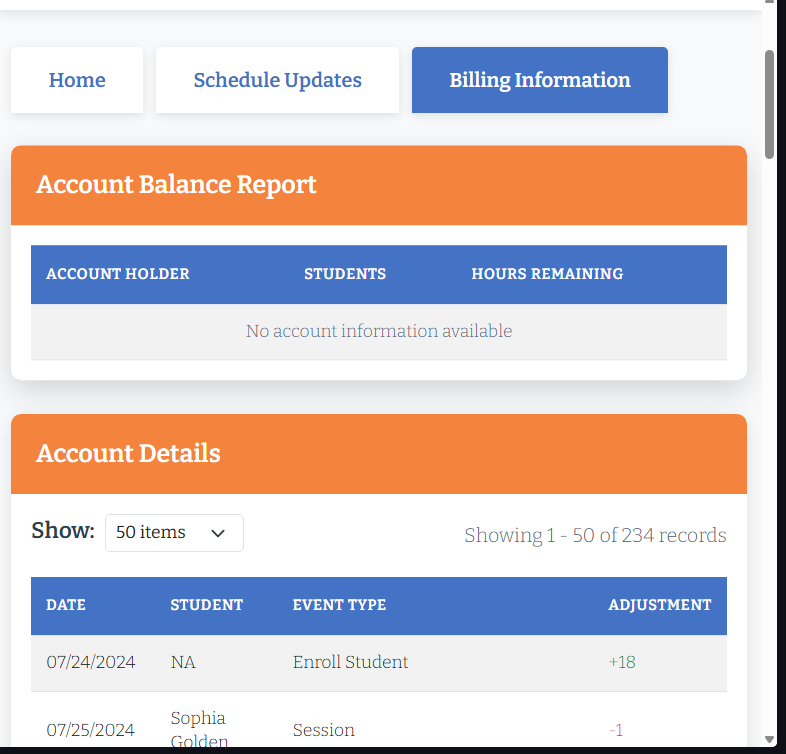 Home Schedule Updates Billing Information
Account Balance Report
ACCOUNT HOLDER STUDENTS HOURS REMAINING
No account information available
Account Details
Show: 50 items Showing 1 - 50 of 234 records
DATE STUDENT EVENT TYPE ADJUSTMENT
07/24/2024 NA Enroll Student +18
07/25/2024 Sophia Golden Session -1